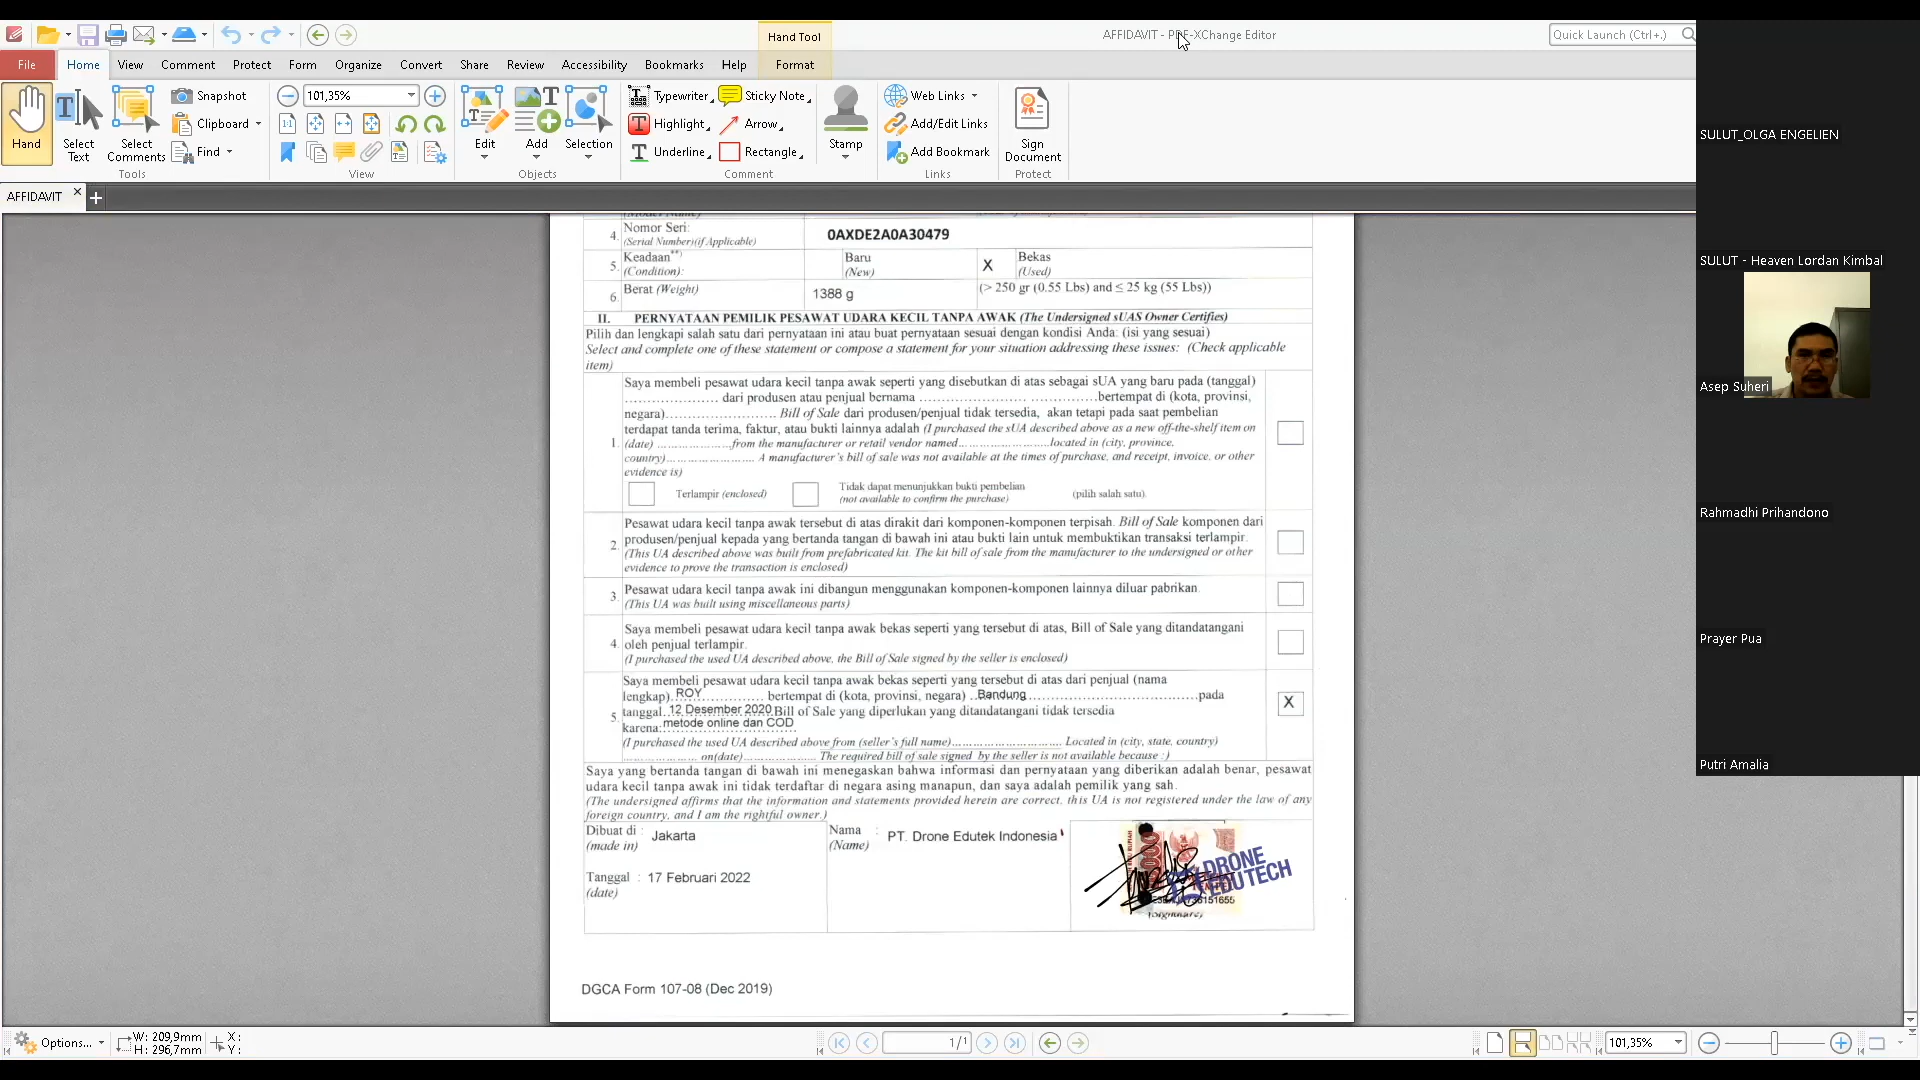 Hand Tool
AFFIDAVIT - PDF-XChange Editor
Quick Launch (Ctrl+.)
File
Home
View
Comment
Protect
Form
Organize
Convert
Share
Review
Accessibility
Bookmarks
Help
Format
Hand
Select Text
Select Comments
Snapshot
Clipboard
Find
Tools
101,35%
View
Edit
Add
Selection
Objects
Typewriter
Sticky Note
Highlight
Arrow
Underline
Rectangle
Comment
Stamp
Web Links
Add/Edit Links
Add Bookmark
Links
Sign Document
Protect
AFFIDAVIT
(Model Name)
4. Nomor Seri: 0AXDE2A0A30479
(Serial Number)(if Applicable)
5. Keadaan**) Baru X Bekas
(Condition): (New) (Used)
6. Berat (Weight) 1388 g (> 250 gr (0.55 Lbs) and ≤ 25 kg (55 Lbs))
II. PERNYATAAN PEMILIK PESAWAT UDARA KECIL TANPA AWAK (The Undersigned sUAS Owner Certifies)
Pilih dan lengkapi salah satu dari pernyataan ini atau buat pernyataan sesuai dengan kondisi Anda: (isi yang sesuai)
Select and complete one of these statement or compose a statement for your situation addressing these issues: (Check applicable
item)
Saya membeli pesawat udara kecil tanpa awak seperti yang disebutkan di atas sebagai sUA yang baru pada (tanggal)
..................... dari produsen atau penjual bernama ........................ .....................bertempat di (kota, provinsi,
negara)......................... Bill of Sale dari produsen/penjual tidak tersedia, akan tetapi pada saat pembelian
terdapat tanda terima, faktur, atau bukti lainnya adalah (I purchased the sUA described above as a new off-the-shelf item on
1. (date) .....................from the manufacturer or retail vendor named.........................located in (city, province,
country)......................... A manufacturer's bill of sale was not available at the times of purchase, and receipt, invoice, or other
evidence is)
Terlampir (enclosed) Tidak dapat menunjukkan bukti pembelian (pilih salah satu).
(not available to confirm the purchase)
Pesawat udara kecil tanpa awak tersebut di atas dirakit dari komponen-komponen terpisah. Bill of Sale komponen dari
2. produsen/penjual kepada yang bertanda tangan di bawah ini atau bukti lain untuk membuktikan transaksi terlampir.
(This UA described above was built from prefabricated kit. The kit bill of sale from the manufacturer to the undersigned or other
evidence to prove the transaction is enclosed)
3. Pesawat udara kecil tanpa awak ini dibangun menggunakan komponen-komponen lainnya diluar pabrikan.
(This UA was built using miscellaneous parts)
Saya membeli pesawat udara kecil tanpa awak bekas seperti yang tersebut di atas, Bill of Sale yang ditandatangani
4. oleh penjual terlampir.
(I purchased the used UA described above, the Bill of Sale signed by the seller is enclosed)
Saya membeli pesawat udara kecil tanpa awak bekas seperti yang tersebut di atas dari penjual (nama
lengkap). ROY .............. bertempat di (kota, provinsi, negara) ..Bandung...................................pada X
5. tanggal. 12 Desember 2020 Bill of Sale yang diperlukan yang ditandatangani tidak tersedia
karena: metode online dan COD
(I purchased the used UA described above from (seller's full name)............................. Located in (city, state, country)
.................... on(date)................... The required bill of sale signed by the seller is not available because :)
Saya yang bertanda tangan di bawah ini menegaskan bahwa informasi dan pernyataan yang diberikan adalah benar, pesawat
udara kecil tanpa awak ini tidak terdaftar di negara asing manapun, dan saya adalah pemilik yang sah.
(The undersigned affirms that the information and statements provided herein are correct, this UA is not registered under the law of any
foreign country, and I am the rightful owner.)
Dibuat di : Jakarta Nama : PT. Drone Edutek Indonesia
(made in) (Name)
Tanggal : 17 Februari 2022
(date)
DRONE
EDUTECH
(Signature)
DGCA Form 107-08 (Dec 2019)
Options...
W: 209,9mm
H: 296,7mm
X:
Y:
1/1
101,35%
SULUT_OLGA ENGELIEN
SULUT - Heaven Lordan Kimbal
Asep Suheri
Rahmadhi Prihandono
Prayer Pua
Putri Amalia